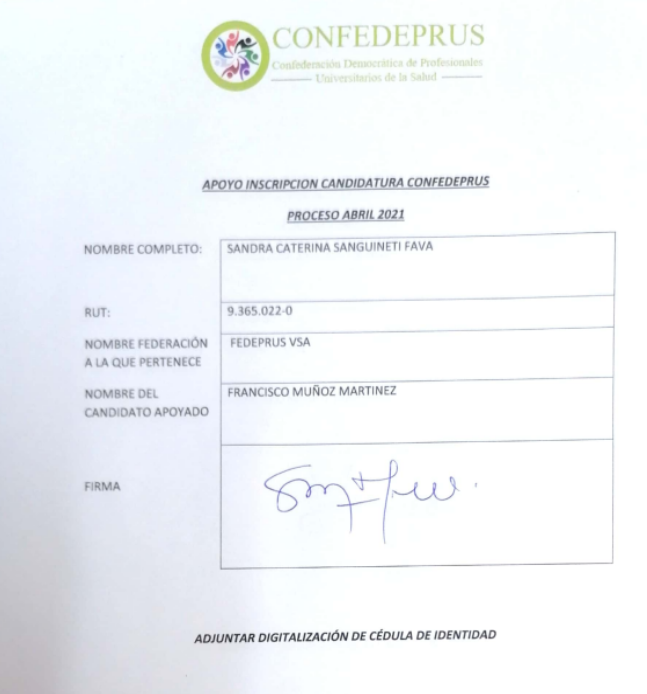 CONFEDEPRUS
Confederación Democrática de Profesionales
Universitarios de la Salud
APOYO INSCRIPCION CANDIDATURA CONFEDEPRUS
PROCESO ABRIL 2021
NOMBRE COMPLETO: SANDRA CATERINA SANGUINETI FAVA
RUT: 9.365.022-0
NOMBRE FEDERACIÓN FEDEPRUS VSA
A LA QUE PERTENECE
NOMBRE DEL FRANCISCO MUÑOZ MARTINEZ
CANDIDATO APOYADO
FIRMA
ADJUNTAR DIGITALIZACIÓN DE CÉDULA DE IDENTIDAD